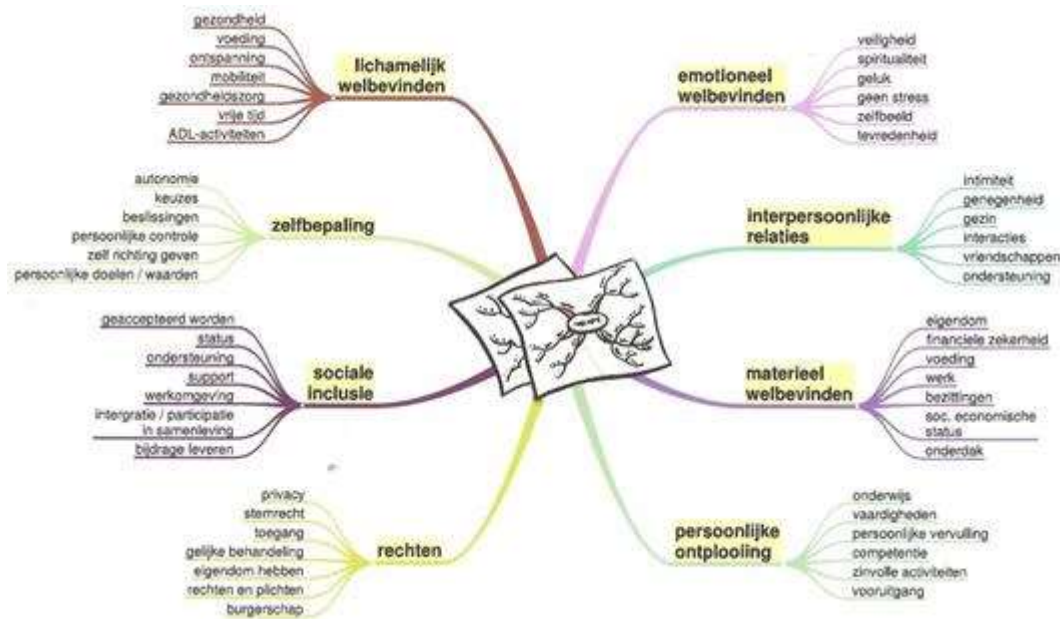 gezondheid
voeding
ontspanning
mobiliteit
gezondheidszorg
vrije tijd
ADL-activiteiten
lichamelijk
welbevinden
autonomie
keuzes
beslissingen
persoonlijke controle
zelf richting geven
persoonlijke doelen / waarden
zelfbepaling
geaccepteerd worden
status
ondersteuning
support
werkomgeving
intergratie / participatie
in samenleving
bijdrage leveren
sociale
inclusie
privacy
stemrecht
toegang
gelijke behandeling
eigendom hebben
rechten en plichten
burgerschap
rechten
emotioneel
welbevinden
veiligheid
spiritualiteit
geluk
geen stress
zelfbeeld
tevredenheid
interpersoonlijke
relaties
intimiteit
genegenheid
gezin
interacties
vriendschappen
ondersteuning
materieel
welbevinden
eigendom
financiele zekerheid
voeding
werk
bezittingen
soc. economische
status
onderdak
persoonlijke
ontplooiing
onderwijs
vaardigheden
persoonlijke vervulling
competentie
zinvolle activiteiten
vooruitgang